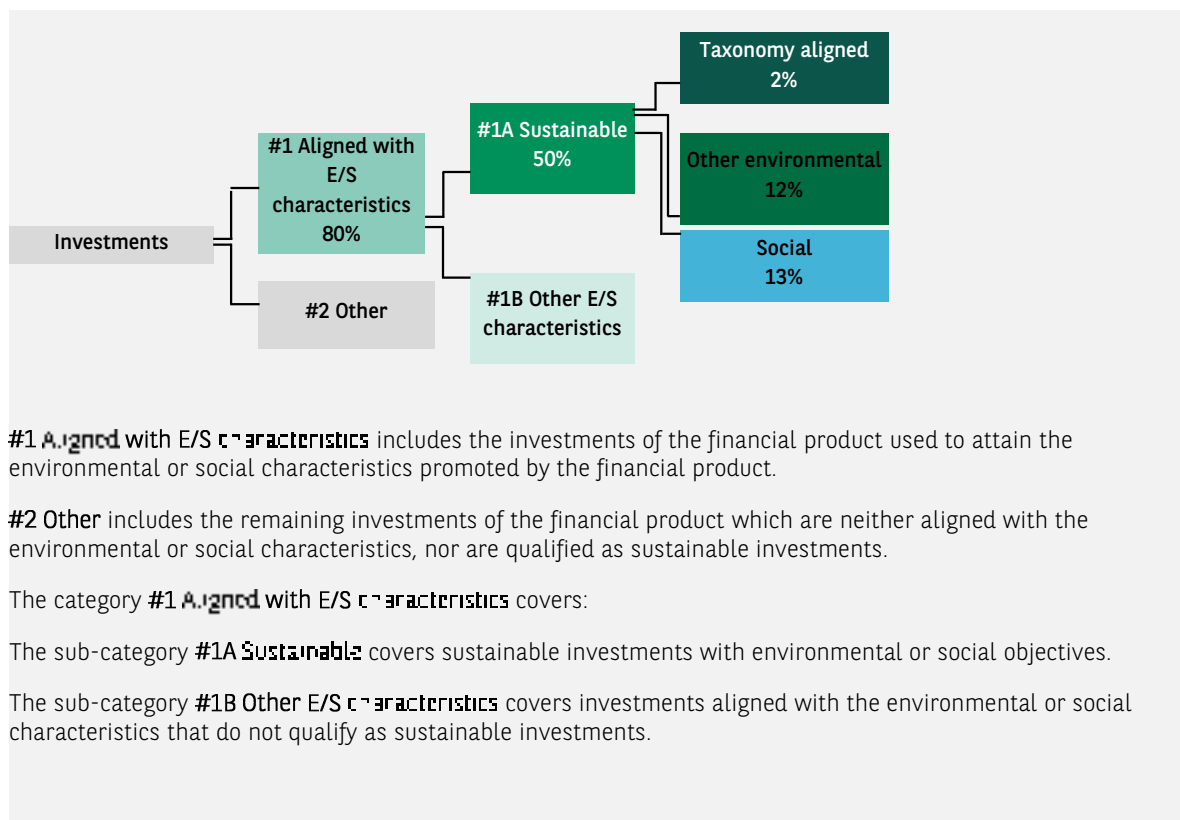 Taxonomy aligned
2%
#1A Sustainable
50%
#1 Aligned with
E/S
characteristics
80%
Other environmental
12%
Investments
Social
13%
#2 Other
#1B Other E/S
characteristics
#1 Aligned with E/S characteristics includes the investments of the financial product used to attain the
environmental or social characteristics promoted by the financial product.
#2 Other includes the remaining investments of the financial product which are neither aligned with the
environmental or social characteristics, nor are qualified as sustainable investments.
The category #1 Aligned with E/S characteristics covers:
The sub-category #1A Sustainable covers sustainable investments with environmental or social objectives.
The sub-category #1B Other E/S characteristics covers investments aligned with the environmental or social
characteristics that do not qualify as sustainable investments.